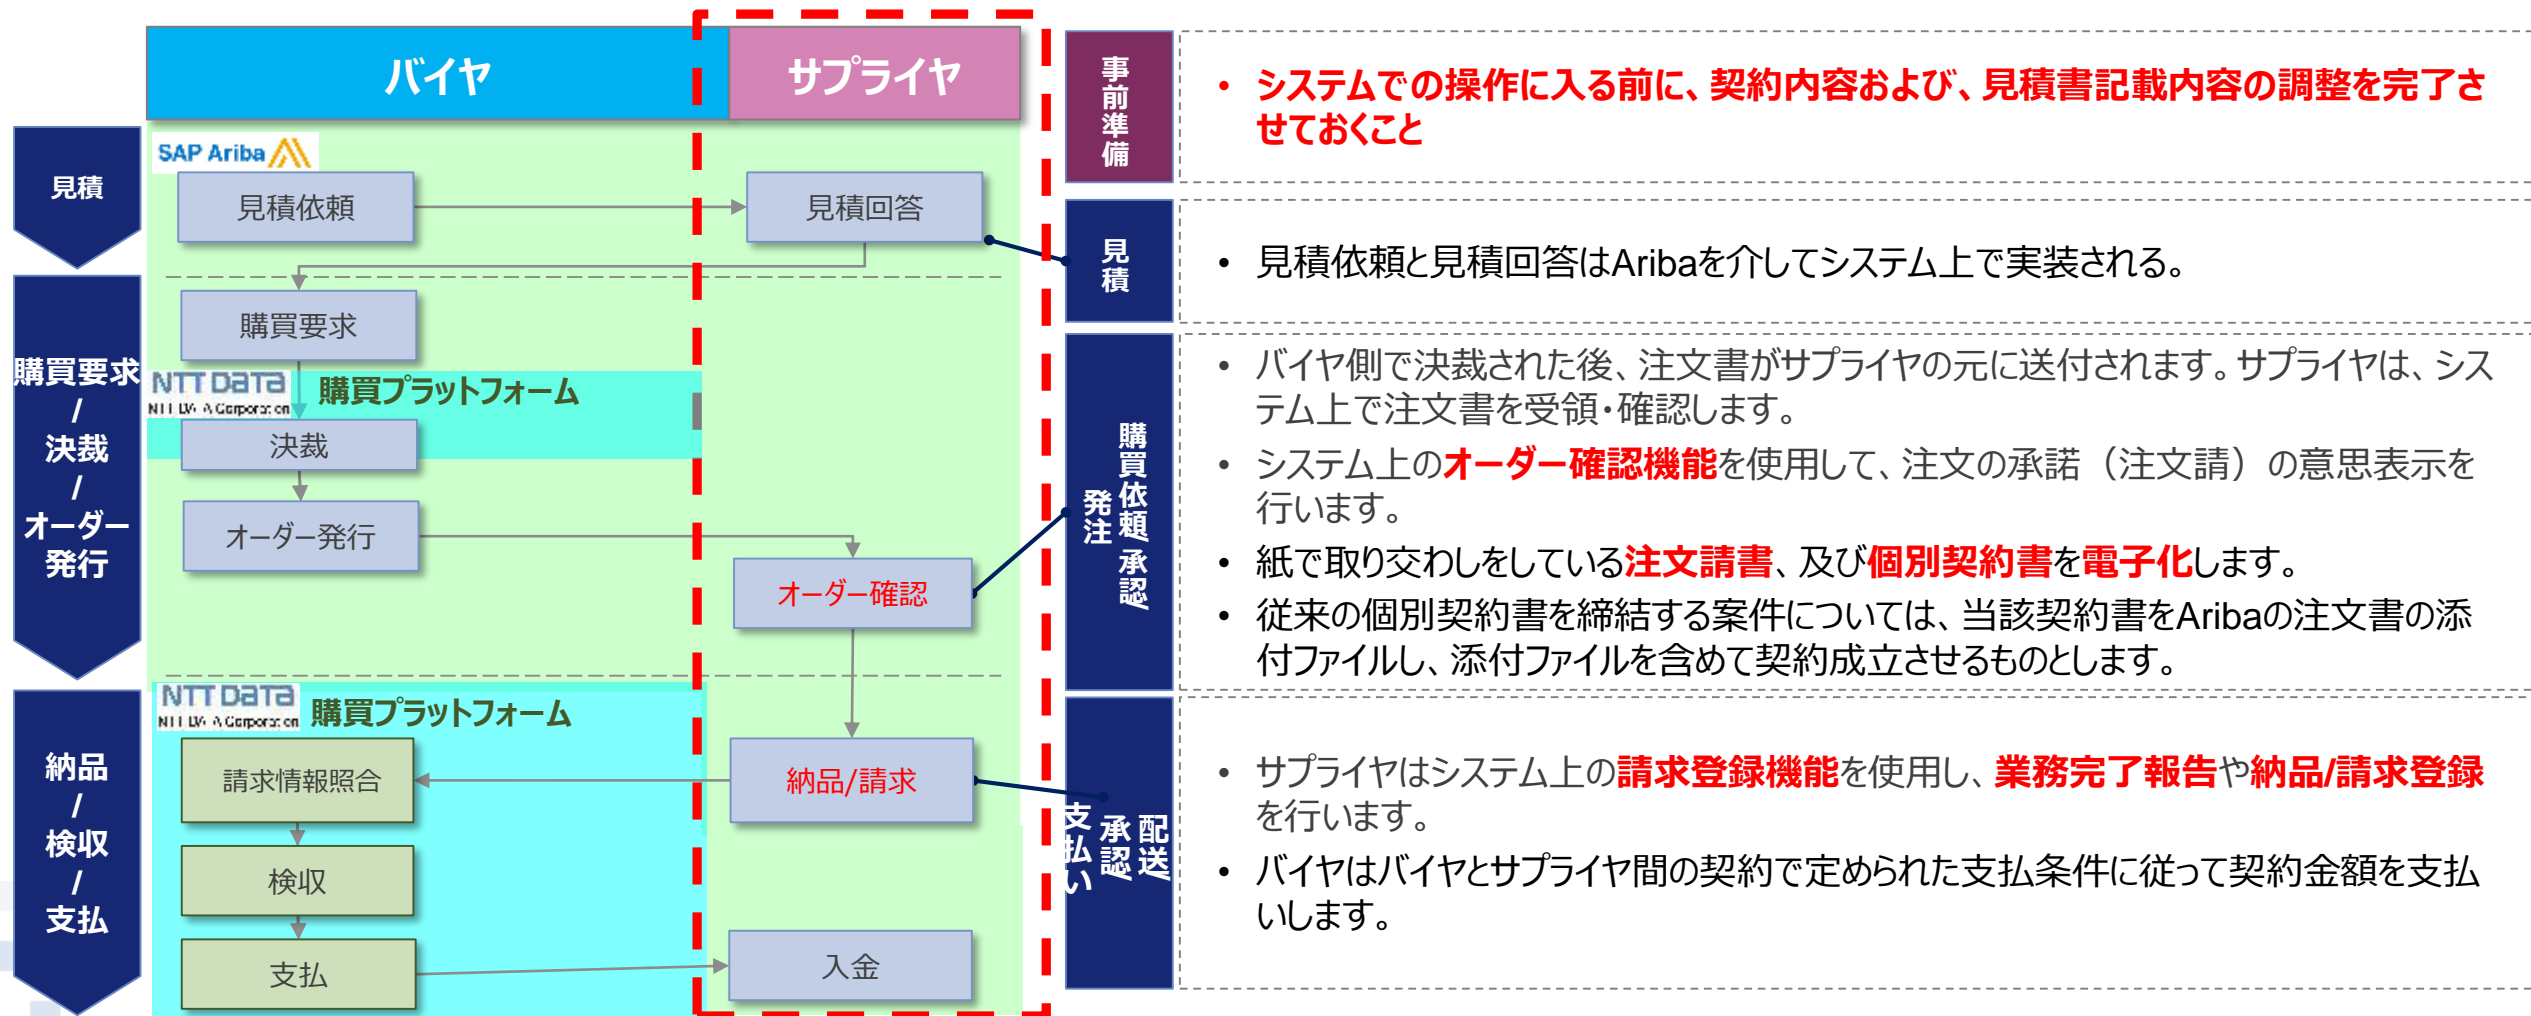 バイヤ
サプライヤ
見積
SAP Ariba
見積依頼
見積回答
購買要求
/
決裁
/
オーダー
発行
購買要求
NTT DATA
NTT DATA Corporation
購買プラットフォーム
決裁
オーダー発行
オーダー確認
納品
/
検収
/
支払
NTT DATA
NTT DATA Corporation
購買プラットフォーム
請求情報照合
納品/請求
検収
支払
入金
事前準備
• システムでの操作に入る前に、契約内容および、見積書記載内容の調整を完了さ
せておくこと
見積
• 見積依頼と見積回答はAribaを介してシステム上で実装される。
購買依頼/承認/
発注
• バイヤ側で決裁された後、注文書がサプライヤの元に送付されます。サプライヤは、シス
テム上で注文書を受領・確認します。
• システム上のオーダー確認機能を使用して、注文の承諾（注文請）の意思表示を
行います。
• 紙で取り交わしをしている注文請書、及び個別契約書を電子化します。
• 従来の個別契約書を締結する案件については、当該契約書をAribaの注文書の添
付ファイルし、添付ファイルを含めて契約成立させるものとします。
配送/
承認/
支払い
• サプライヤはシステム上の請求登録機能を使用し、業務完了報告や納品/請求登録
を行います。
• バイヤはバイヤとサプライヤ間の契約で定められた支払条件に従って契約金額を支払
いします。